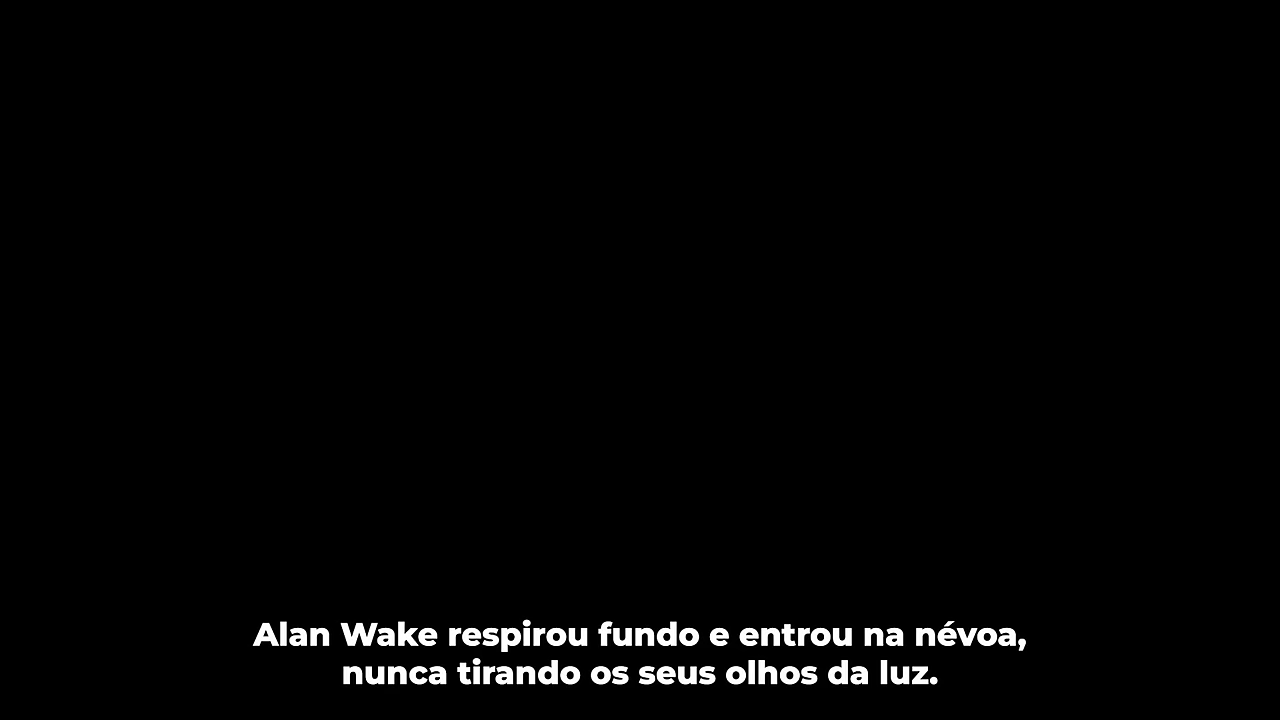 Alan Wake respirou fundo e entrou na névoa,
nunca tirando os seus olhos da luz.